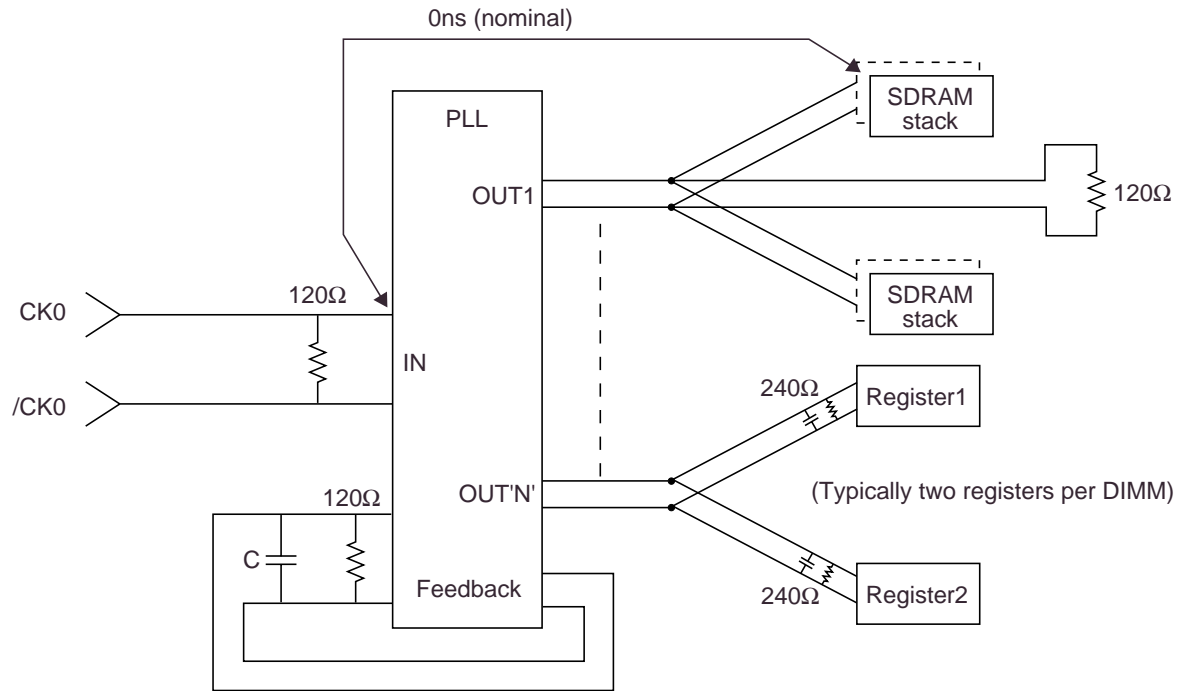 0ns (nominal)
PLL
SDRAM
stack
OUT1
120Ω
SDRAM
stack
120Ω
CK0
IN
/CK0
240Ω
Register1
120Ω
OUT'N'
(Typically two registers per DIMM)
C
Feedback
240Ω
Register2